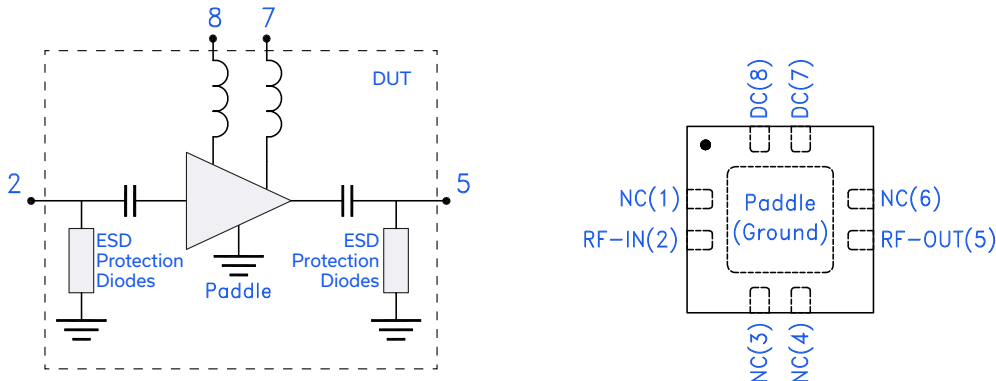 8
7
DUT
2
5
ESD
Protection
Diodes
ESD
Protection
Diodes
Paddle
DC(8)
DC(7)
NC(1)
RF-IN(2)
Paddle
(Ground)
NC(6)
RF-OUT(5)
NC(3)
NC(4)